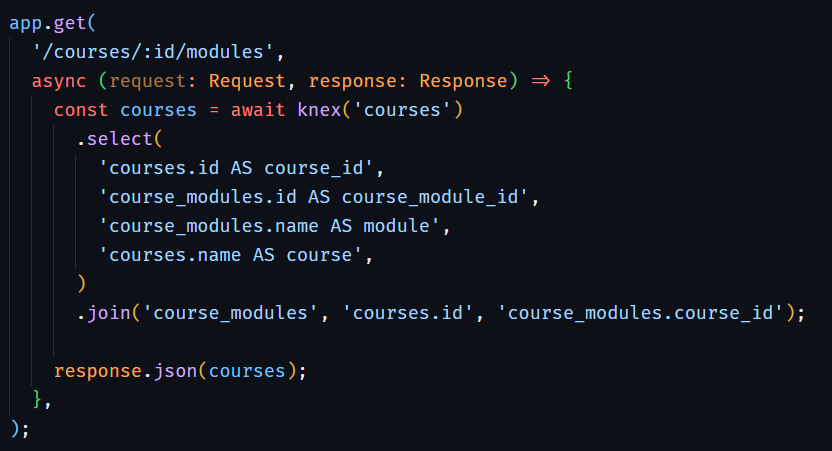 app.get(
'/courses/:id/modules',
async (request: Request, response: Response) => {
const courses = await knex('courses')
.select(
'courses.id AS course_id',
'course_modules.id AS course_module_id',
'course_modules.name AS module',
'courses.name AS course',
)
.join('course_modules', 'courses.id', 'course_modules.course_id');
response.json(courses);
},
);